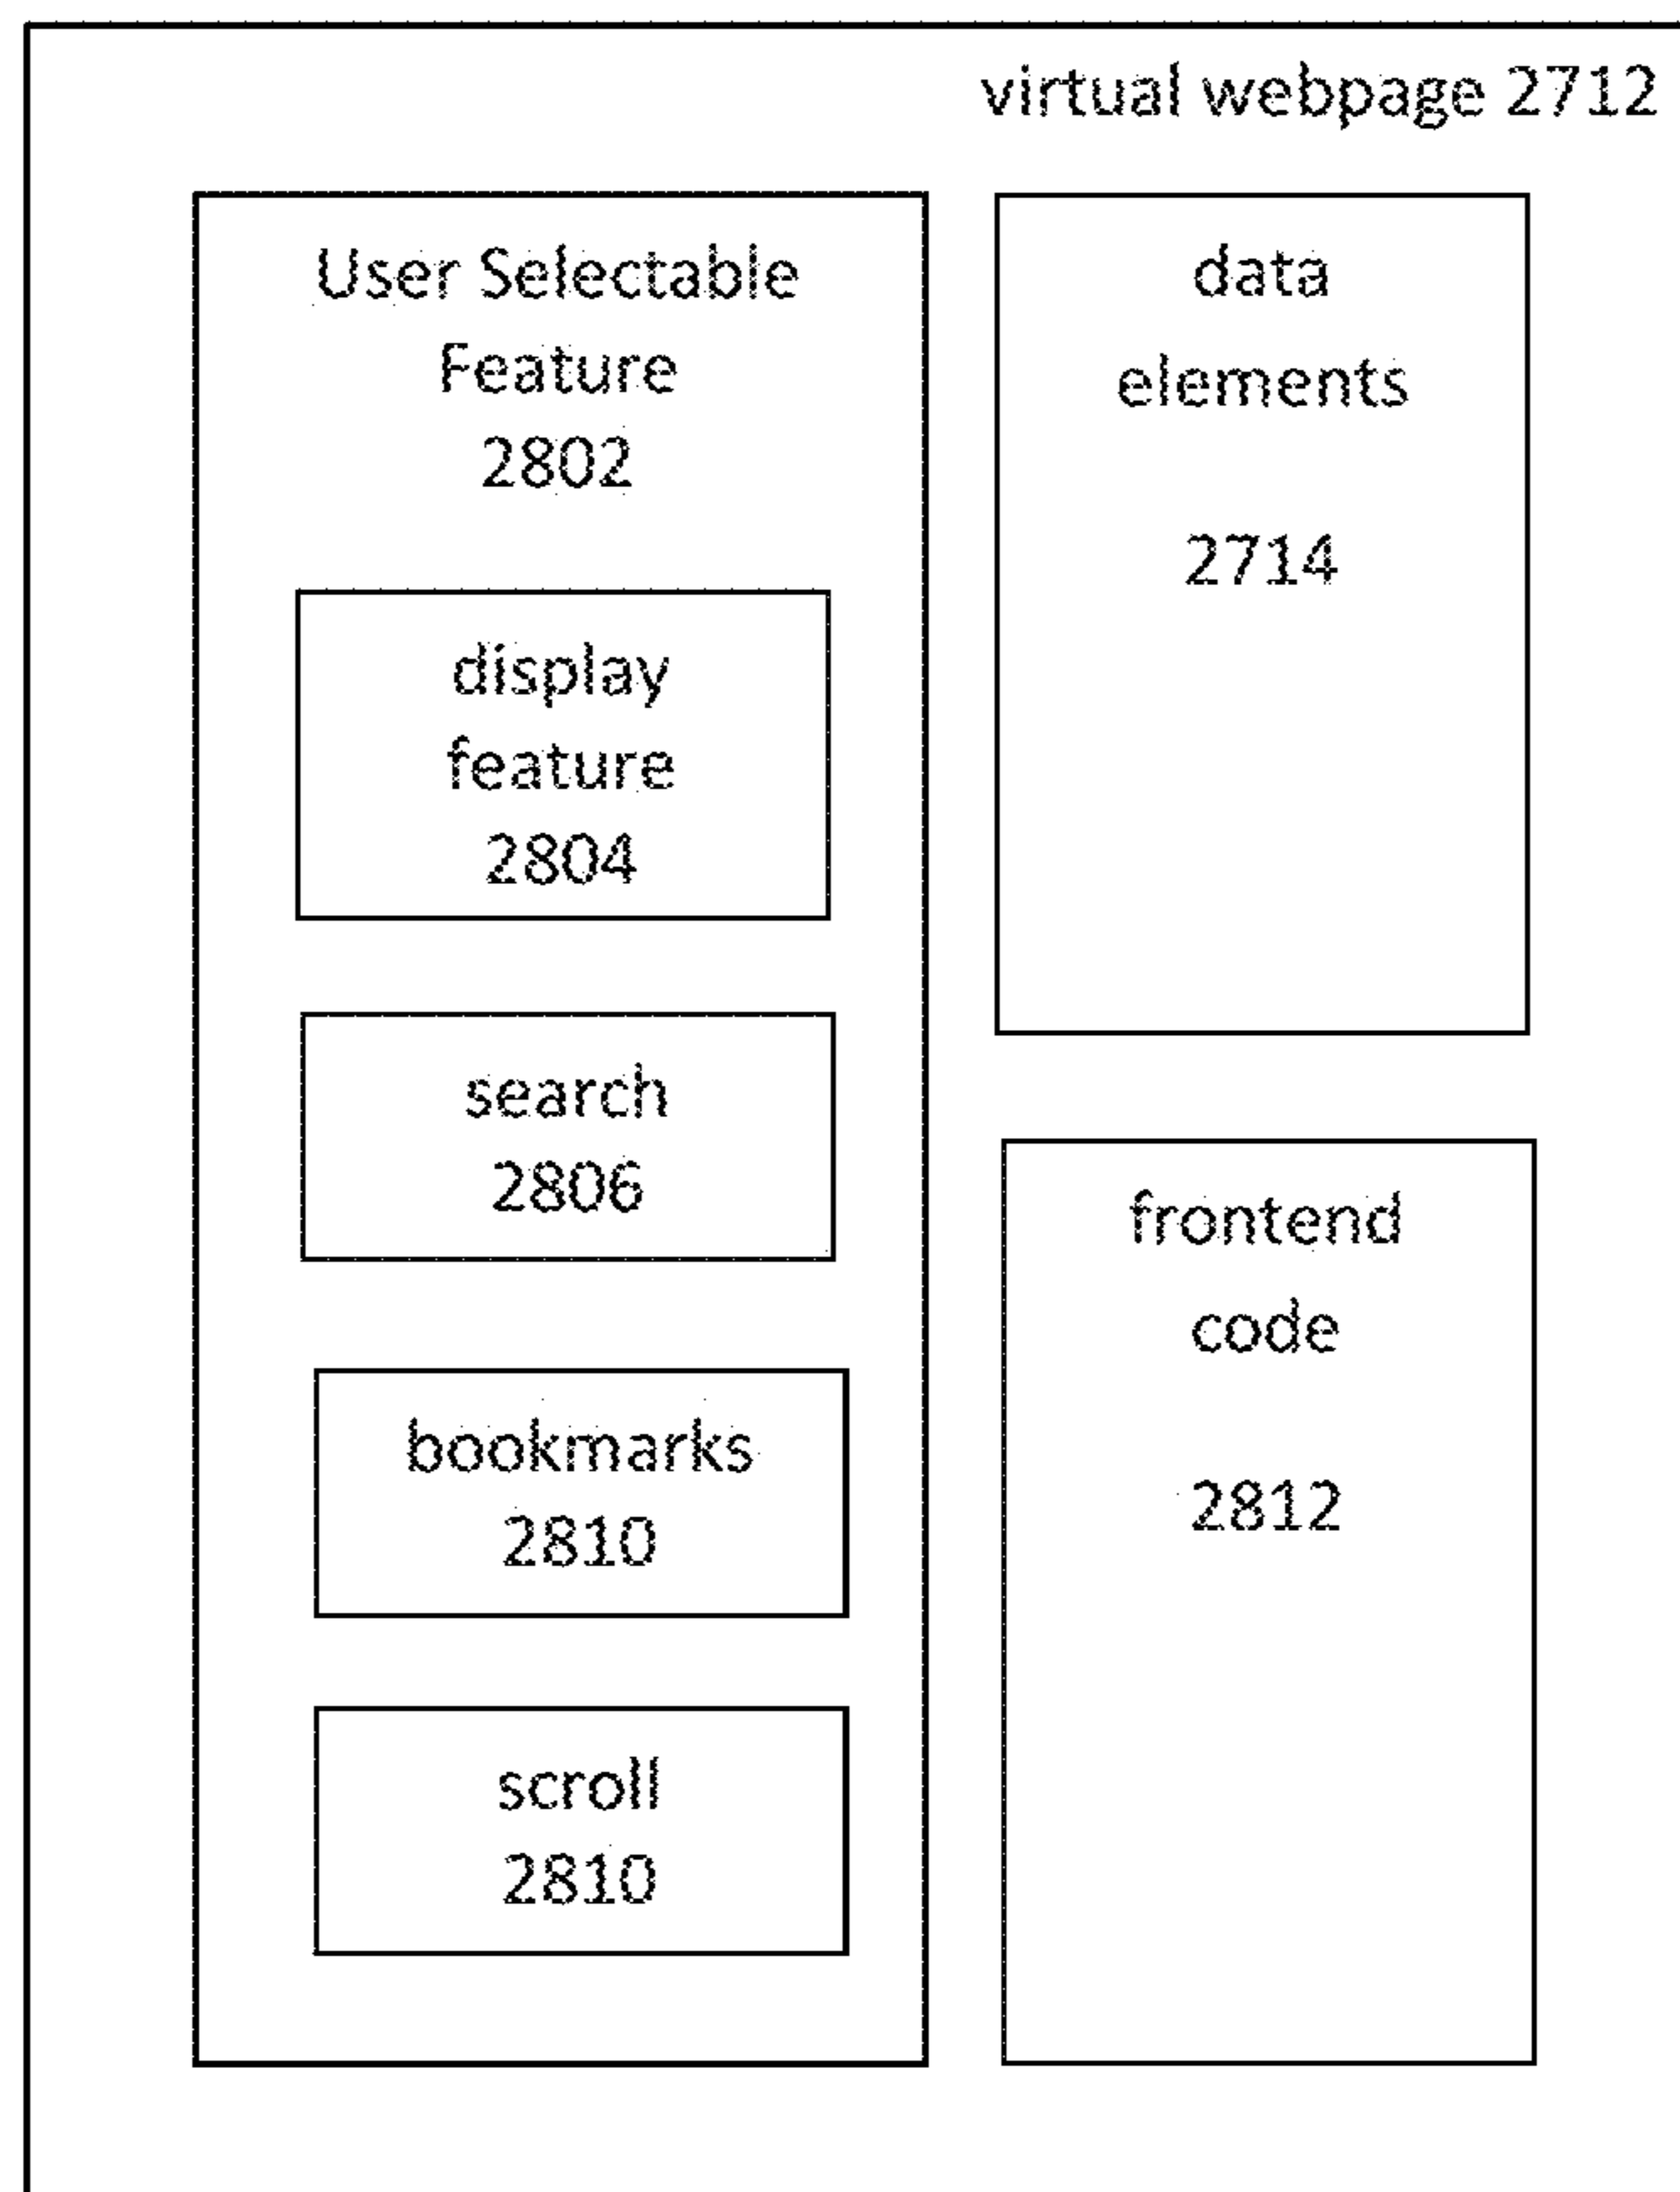 virtual webpage 2712
User Selectable
Feature
2802
display
feature
2804
search
2806
bookmarks
2810
scroll
2810
data
elements
2714
frontend
code
2812